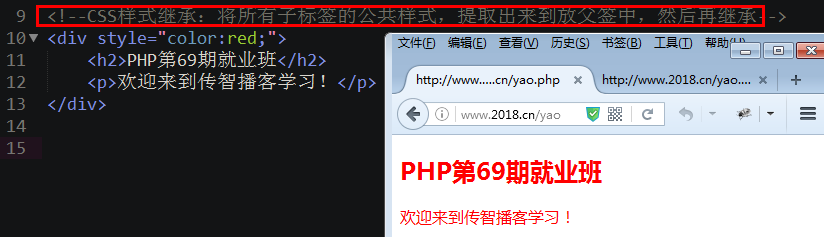 9 <!--CSS样式继承：将所有子标签的公共样式，提取出来到放父签中，然后再继承-->
10 <div style="color:red;">
11 <h2>PHP第69期就业班</h2>
12 <p>欢迎来到传智播客学习！</p>
13 </div>
14
15
文件(F) 编辑(E) 查看(V) 历史(S) 书签(B) 工具(T) 帮助(H)
http://www.....cn/yao.php http://www.2018.cn/yao....
www.2018.cn/yao
PHP第69期就业班
欢迎来到传智播客学习！